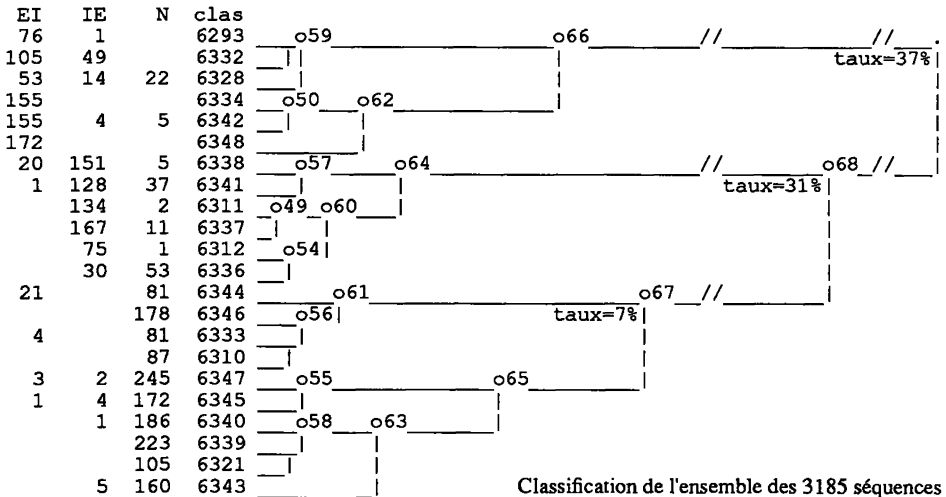 EI IE N clas
76 1 6293 o59 o66 // //
105 49 6332 taux=37%
53 14 22 6328
155 6334 o50 o62
155 4 5 6342
172 6348
20 151 5 6338 o57 o64 // o68 //
1 128 37 6341 taux=31%
134 2 6311 o49 o60
167 11 6337
75 1 6312 o54
30 53 6336
21 81 6344 o61 o67 //
178 6346 o56 taux=7%
4 81 6333
87 6310
3 2 245 6347 o55 o65
1 4 172 6345
1 186 6340 o58 o63
223 6339
105 6321
5 160 6343 Classification de l'ensemble des 3185 séquences